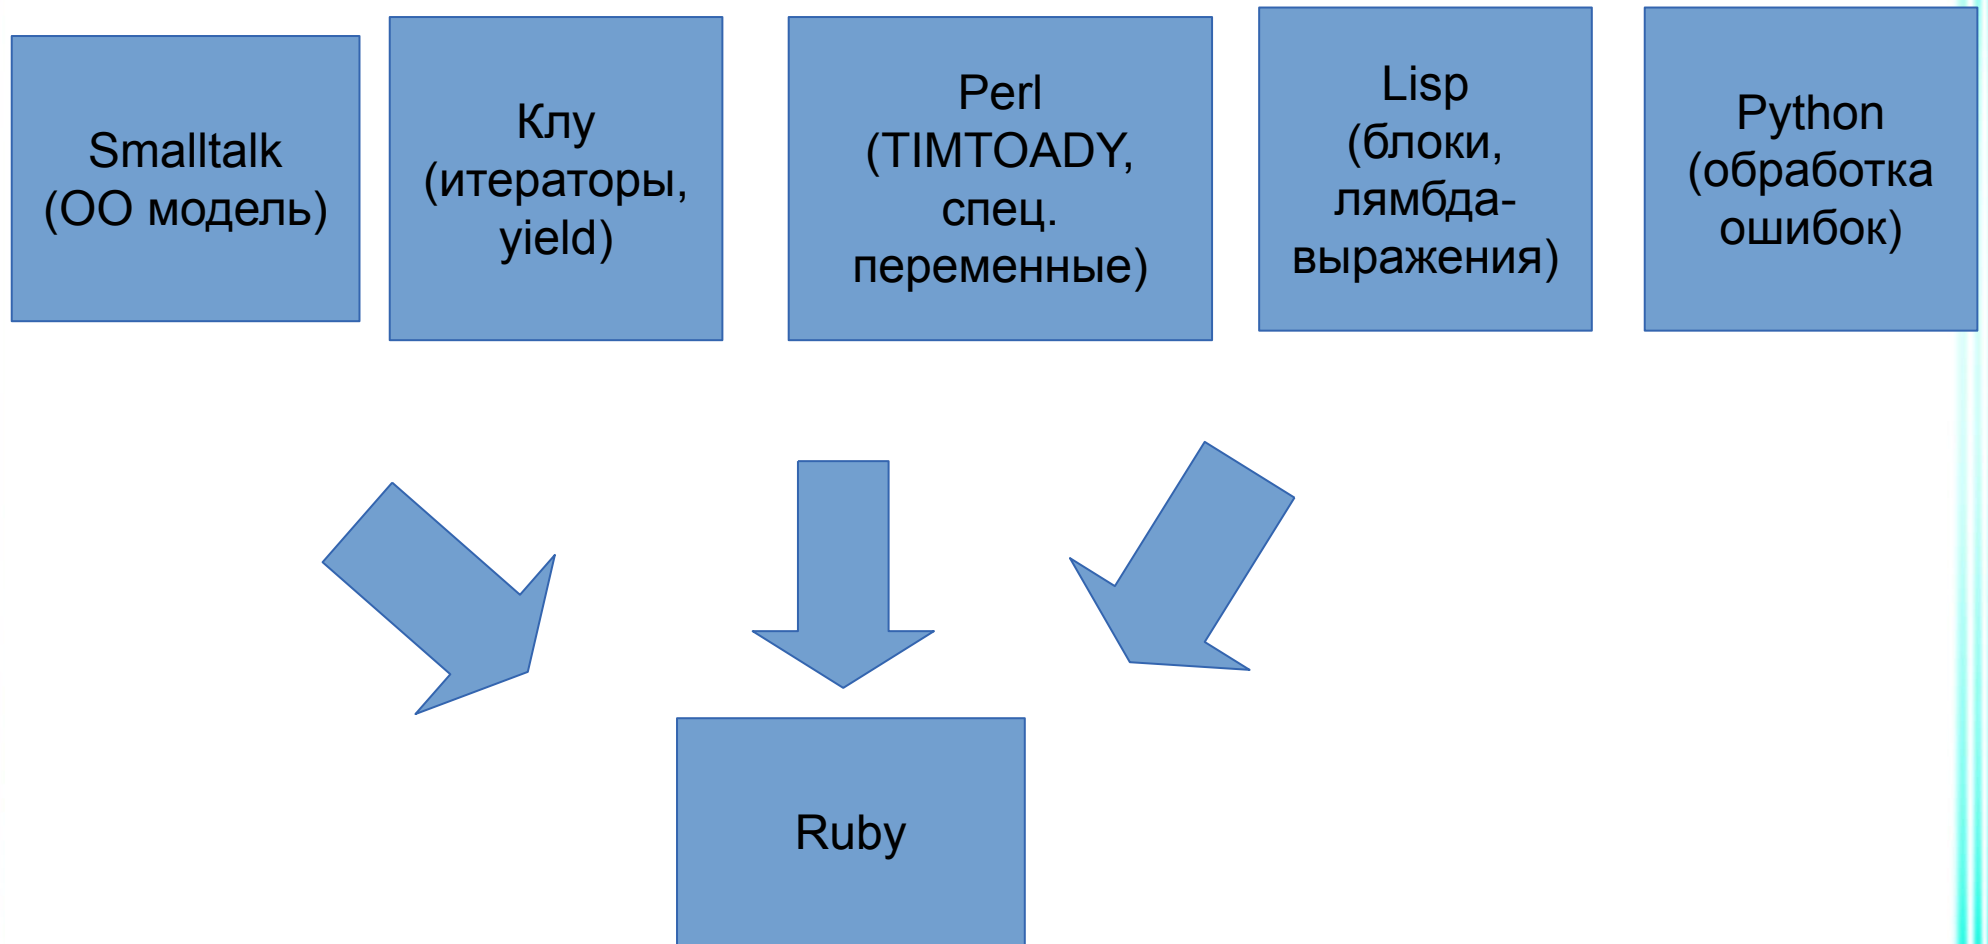 Smalltalk
(ОО модель)
Клу
(итераторы,
yield)
Perl
(TIMTOADY,
спец.
переменные)
Lisp
(блоки,
лямбда-
выражения)
Python
(обработка
ошибок)
Ruby